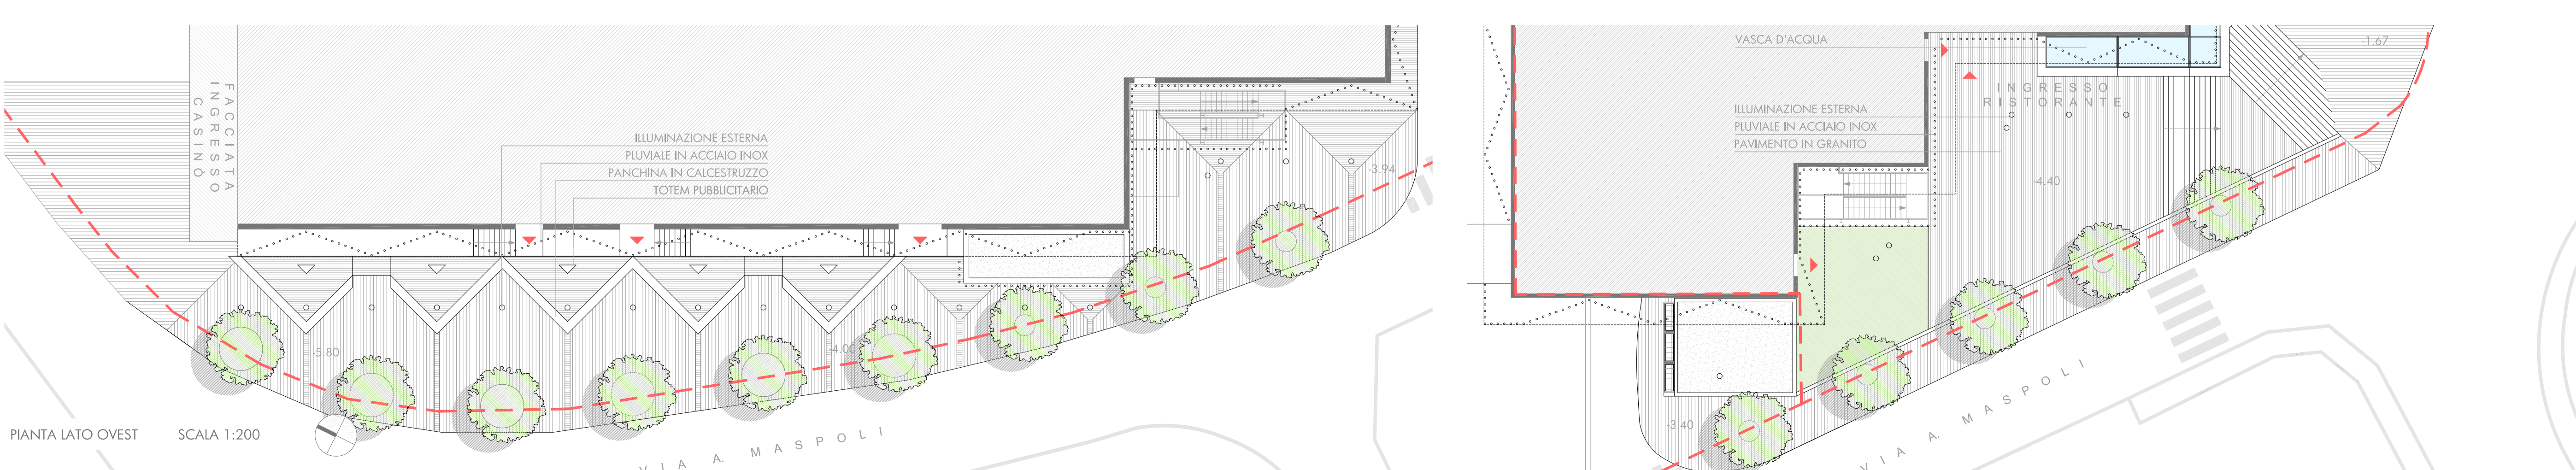 FACCIATA
INGRESSO
CASINÒ
ILLUMINAZIONE ESTERNA
PLUVIALE IN ACCIAIO INOX
PANCHINA IN CALCESTRUZZO
TOTEM PUBBLICITARIO
-3.94
-5.80
-4.00
PIANTA LATO OVEST SCALA 1:200
VIA A. MASPOLI
VASCA D'ACQUA
-1.67
INGRESSO
RISTORANTE
ILLUMINAZIONE ESTERNA
PLUVIALE IN ACCIAIO INOX
PAVIMENTO IN GRANITO
-4.40
-3.40
VIA A. MASPOLI